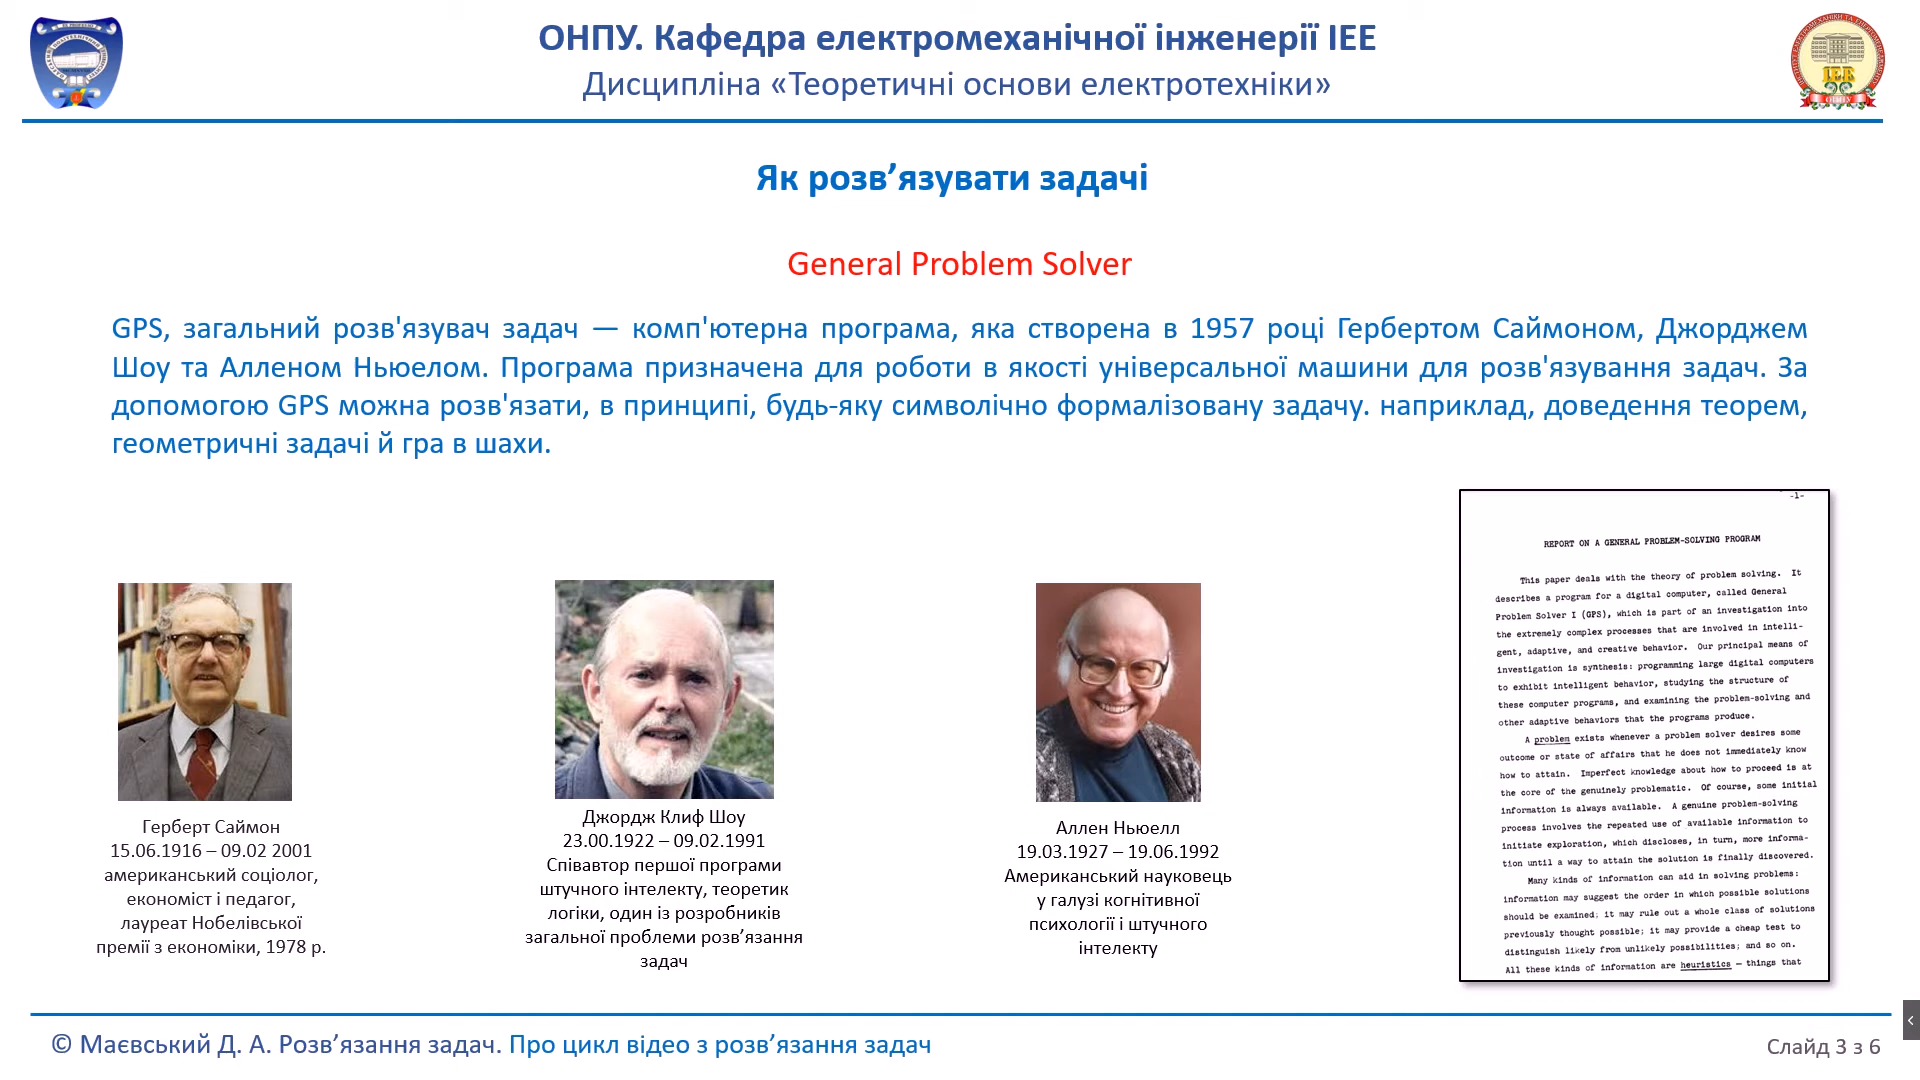 ОНПУ. Кафедра електромеханічної інженерії ІЕЕ
Дисципліна «Теоретичні основи електротехніки»
ІЕЕ
ОНПУ
Як розв’язувати задачі
General Problem Solver
GPS, загальний розв'язувач задач — комп'ютерна програма, яка створена в 1957 році Гербертом Саймоном, Джорджем
Шоу та Алленом Ньюелом. Програма призначена для роботи в якості універсальної машини для розв'язування задач. За
допомогою GPS можна розв'язати, в принципі, будь-яку символічно формалізовану задачу. наприклад, доведення теорем,
геометричні задачі й гра в шахи.
Герберт Саймон
15.06.1916 – 09.02 2001
американський соціолог,
економіст і педагог,
лауреат Нобелівської
премії з економіки, 1978 р.
Джордж Клиф Шоу
23.00.1922 – 09.02.1991
Співавтор першої програми
штучного інтелекту, теоретик
логіки, один із розробників
загальної проблеми розв’язання
задач
Аллен Ньюелл
19.03.1927 – 19.06.1992
Американський науковець
у галузі когнітивної
психології і штучного
інтелекту
-1-
REPORT ON A GENERAL PROBLEM-SOLVING PROGRAM
This paper deals with the theory of problem solving. It
describes a program for a digital computer, called General
Problem Solver I (GPS), which is part of an investigation into
the extremely complex processes that are involved in intelli-
gent, adaptive, and creative behavior. Our principal means of
investigation is synthesis: programming large digital computers
to exhibit intelligent behavior, studying the structure of
these computer programs, and examining the problem-solving and
other adaptive behaviors that the programs produce.
A problem exists whenever a problem solver desires some
outcome or state of affairs that he does not immediately know
how to attain. Imperfect knowledge about how to proceed is at
the core of the genuinely problematic. Of course, some initial
information is always available. A genuine problem-solving
process involves the repeated use of available information to
initiate exploration, which discloses, in turn, more informa-
tion until a way to attain the solution is finally discovered.
Many kinds of information can aid in solving problems:
information may suggest the order in which possible solutions
should be examined; it may rule out a whole class of solutions
previously thought possible; it may provide a cheap test to
distinguish likely from unlikely possibilities; and so on.
All these kinds of information are heuristics — things that
© Маєвський Д. А. Розв’язання задач. Про цикл відео з розв’язання задач
Слайд 3 з 6